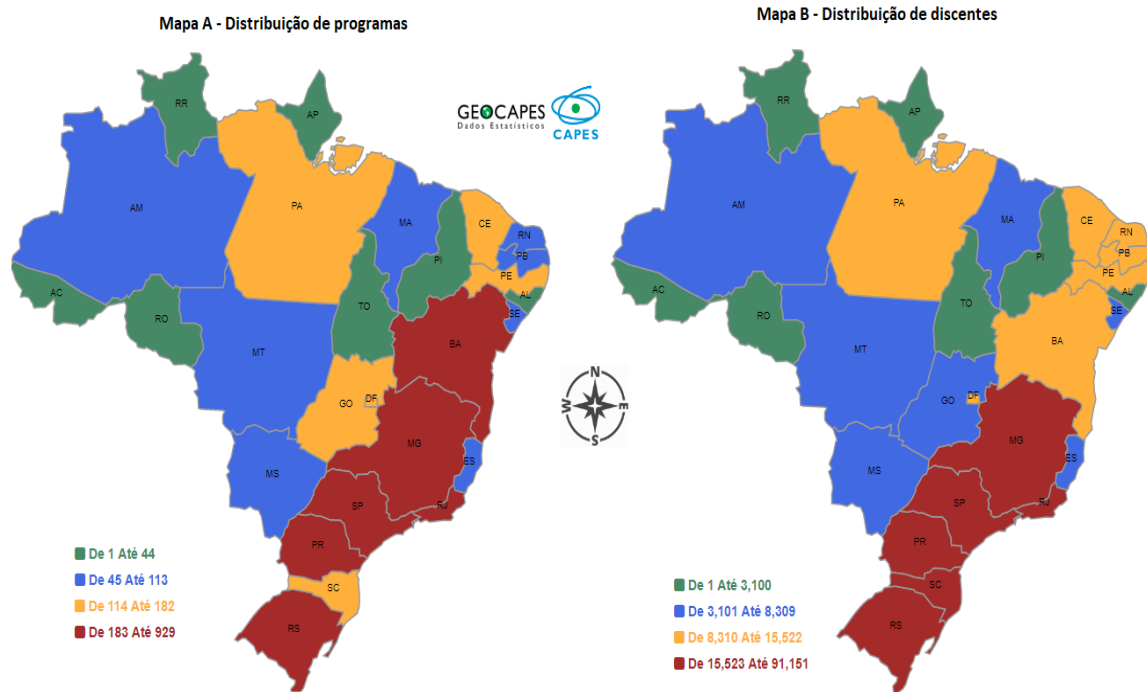 Mapa A - Distribuição de programas
RR
AP
AM
PA
MA
CE
RN
PB
PI
PE
AL
SE
AC
RO
TO
MT
BA
GO
DF
MG
ES
MS
SP
RJ
PR
SC
RS
De 1 Até 44
De 45 Até 113
De 114 Até 182
De 183 Até 929
GEOCAPES
Dados Estatísticos
CAPES
N
W
E
S
Mapa B - Distribuição de discentes
RR
AP
AM
PA
MA
CE
RN
PB
PI
PE
AL
SE
AC
RO
TO
MT
BA
GO
DF
MG
ES
MS
SP
RJ
PR
SC
RS
De 1 Até 3,100
De 3,101 Até 8,309
De 8,310 Até 15,522
De 15,523 Até 91,151